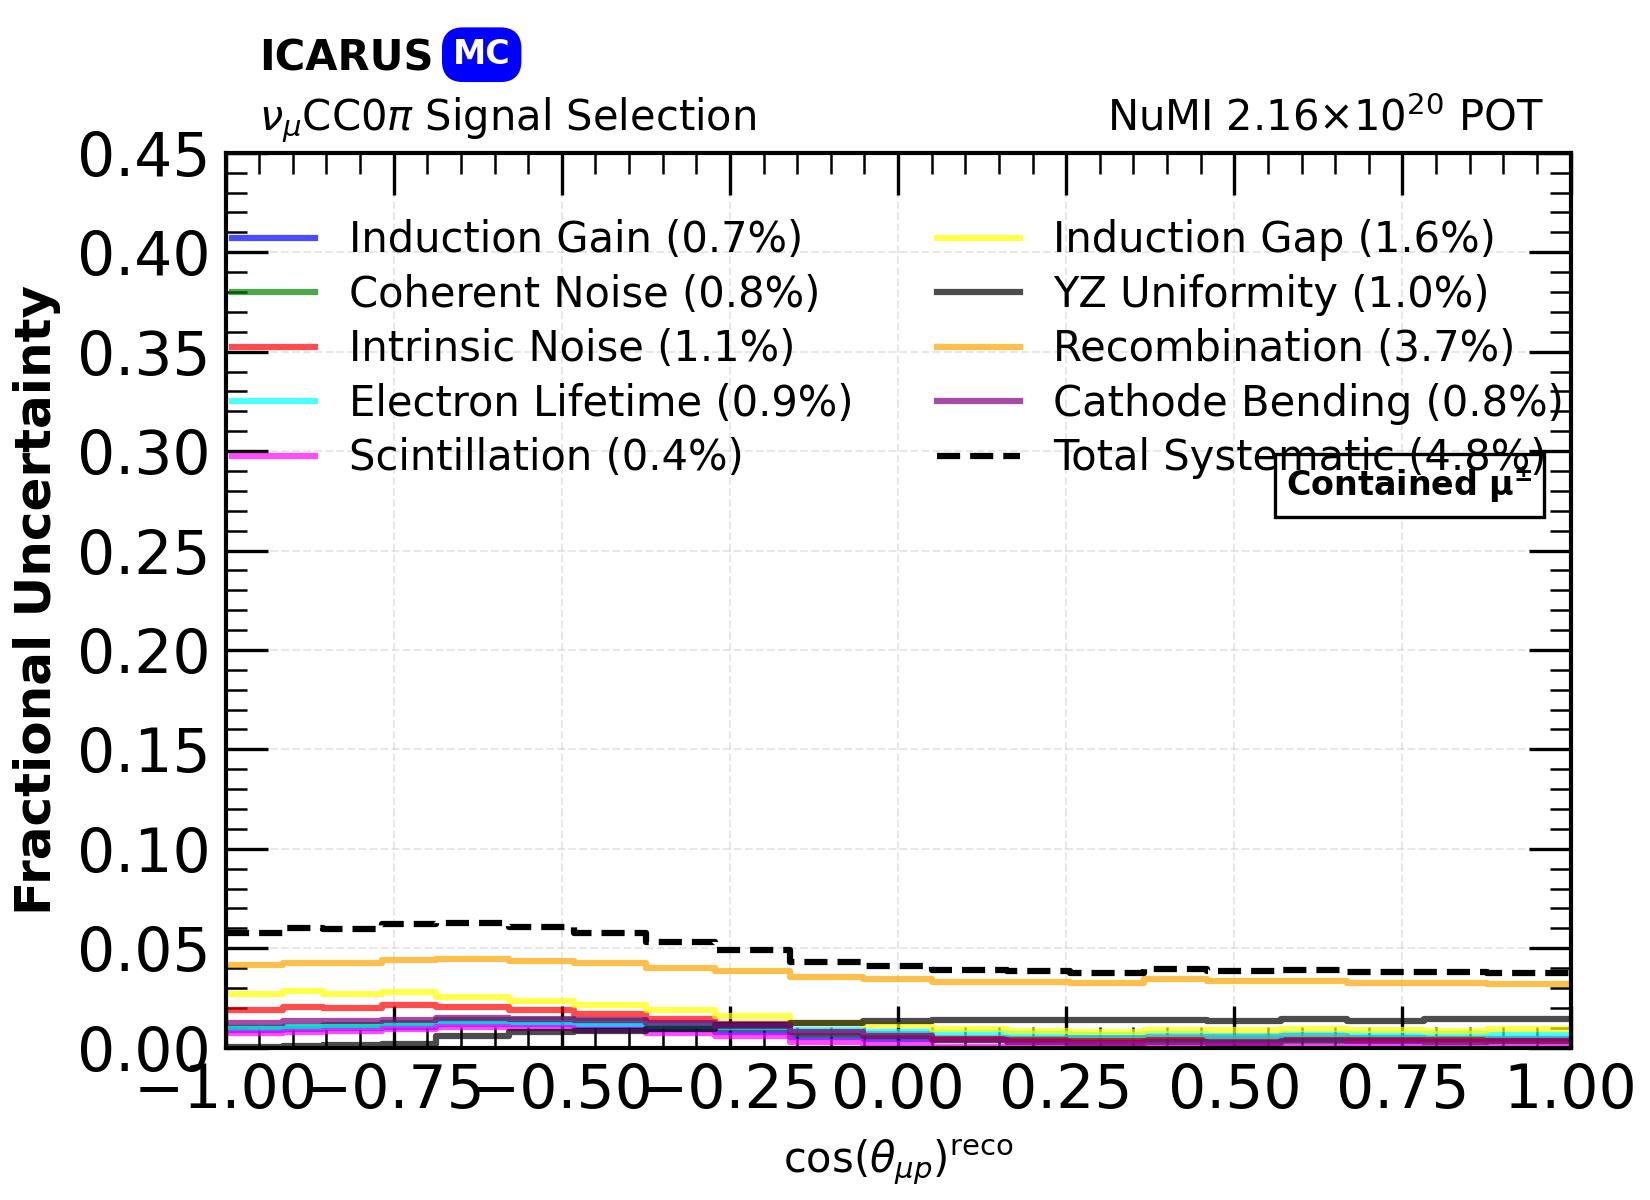 ICARUS MC
νμCC0π Signal Selection NuMI 2.16×10²⁰ POT
Fractional Uncertainty
0.45
0.40
0.35
0.30
0.25
0.20
0.15
0.10
0.05
0.00
Induction Gain (0.7%)
Coherent Noise (0.8%)
Intrinsic Noise (1.1%)
Electron Lifetime (0.9%)
Scintillation (0.4%)
Induction Gap (1.6%)
YZ Uniformity (1.0%)
Recombination (3.7%)
Cathode Bending (0.8%)
Total Systematic (4.8%)
Contained μ±
−1.00 −0.75 −0.50 −0.25 0.00 0.25 0.50 0.75 1.00
cos(θμp)reco